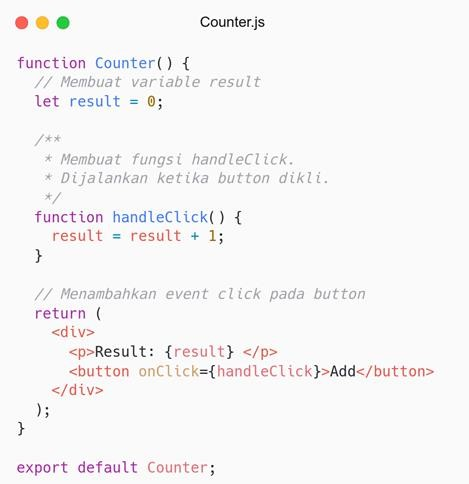 Counter.js
function Counter() {
  // Membuat variable result
  let result = 0;

  /**
   * Membuat fungsi handleClick.
   * Dijalankan ketika button dikli.
   */
  function handleClick() {
    result = result + 1;
  }

  // Menambahkan event click pada button
  return (
    <div>
      <p>Result: {result} </p>
      <button onClick={handleClick}>Add</button>
    </div>
  );
}

export default Counter;